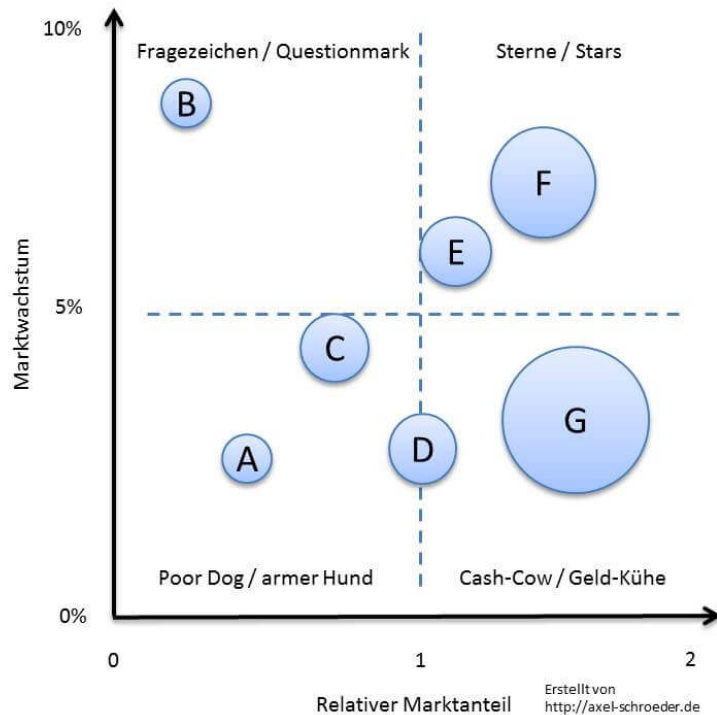 10%
Fragezeichen / Questionmark
Sterne / Stars
B
F
E
Marktwachstum
5%
C
G
D
A
Poor Dog / armer Hund
Cash-Cow / Geld-Kühe
0%
0
1
2
Relativer Marktanteil
Erstellt von
http://axel-schroeder.de